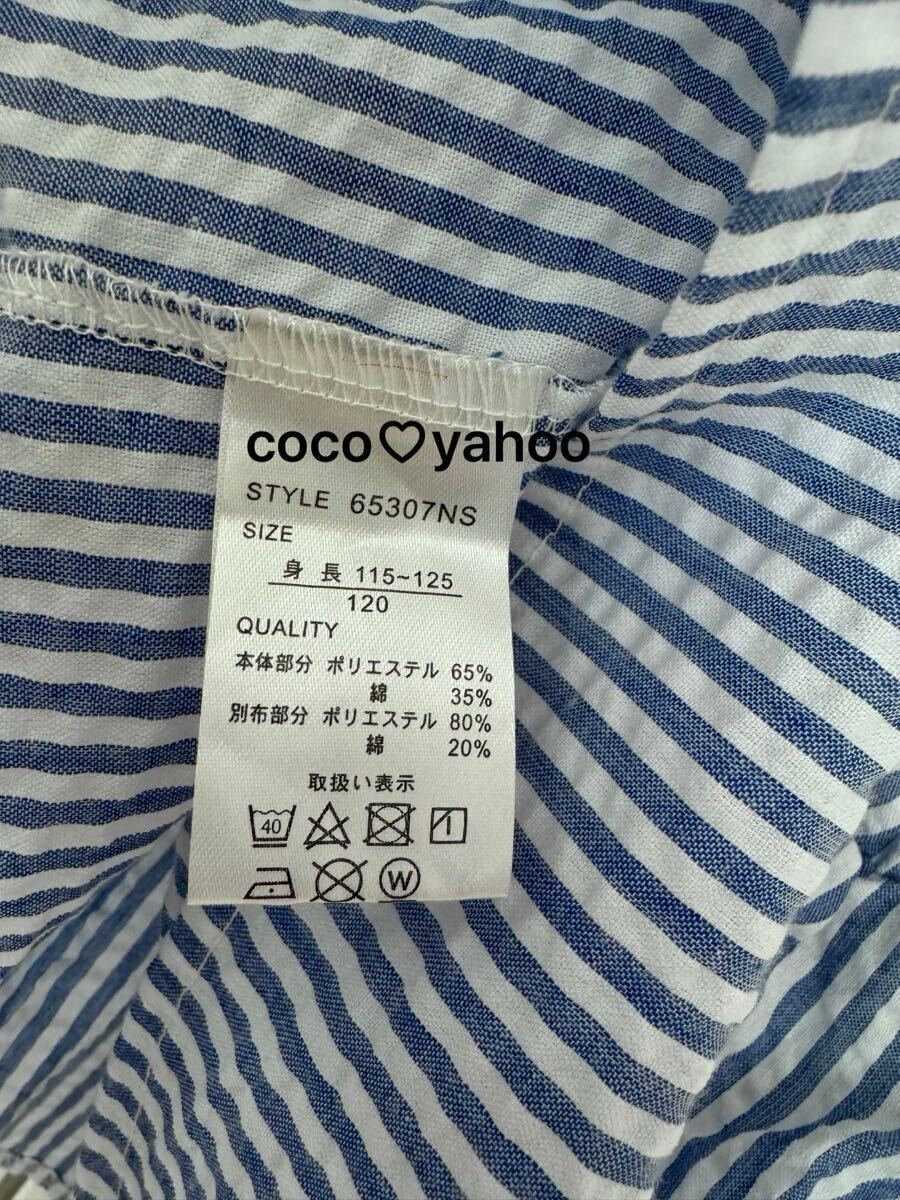 coco♡yahoo
STYLE 65307NS
SIZE
身 長 115~125
120
QUALITY
本体部分 ポリエステル 65%
綿 35%
別布部分 ポリエステル 80%
綿 20%
取扱い表示
40
W